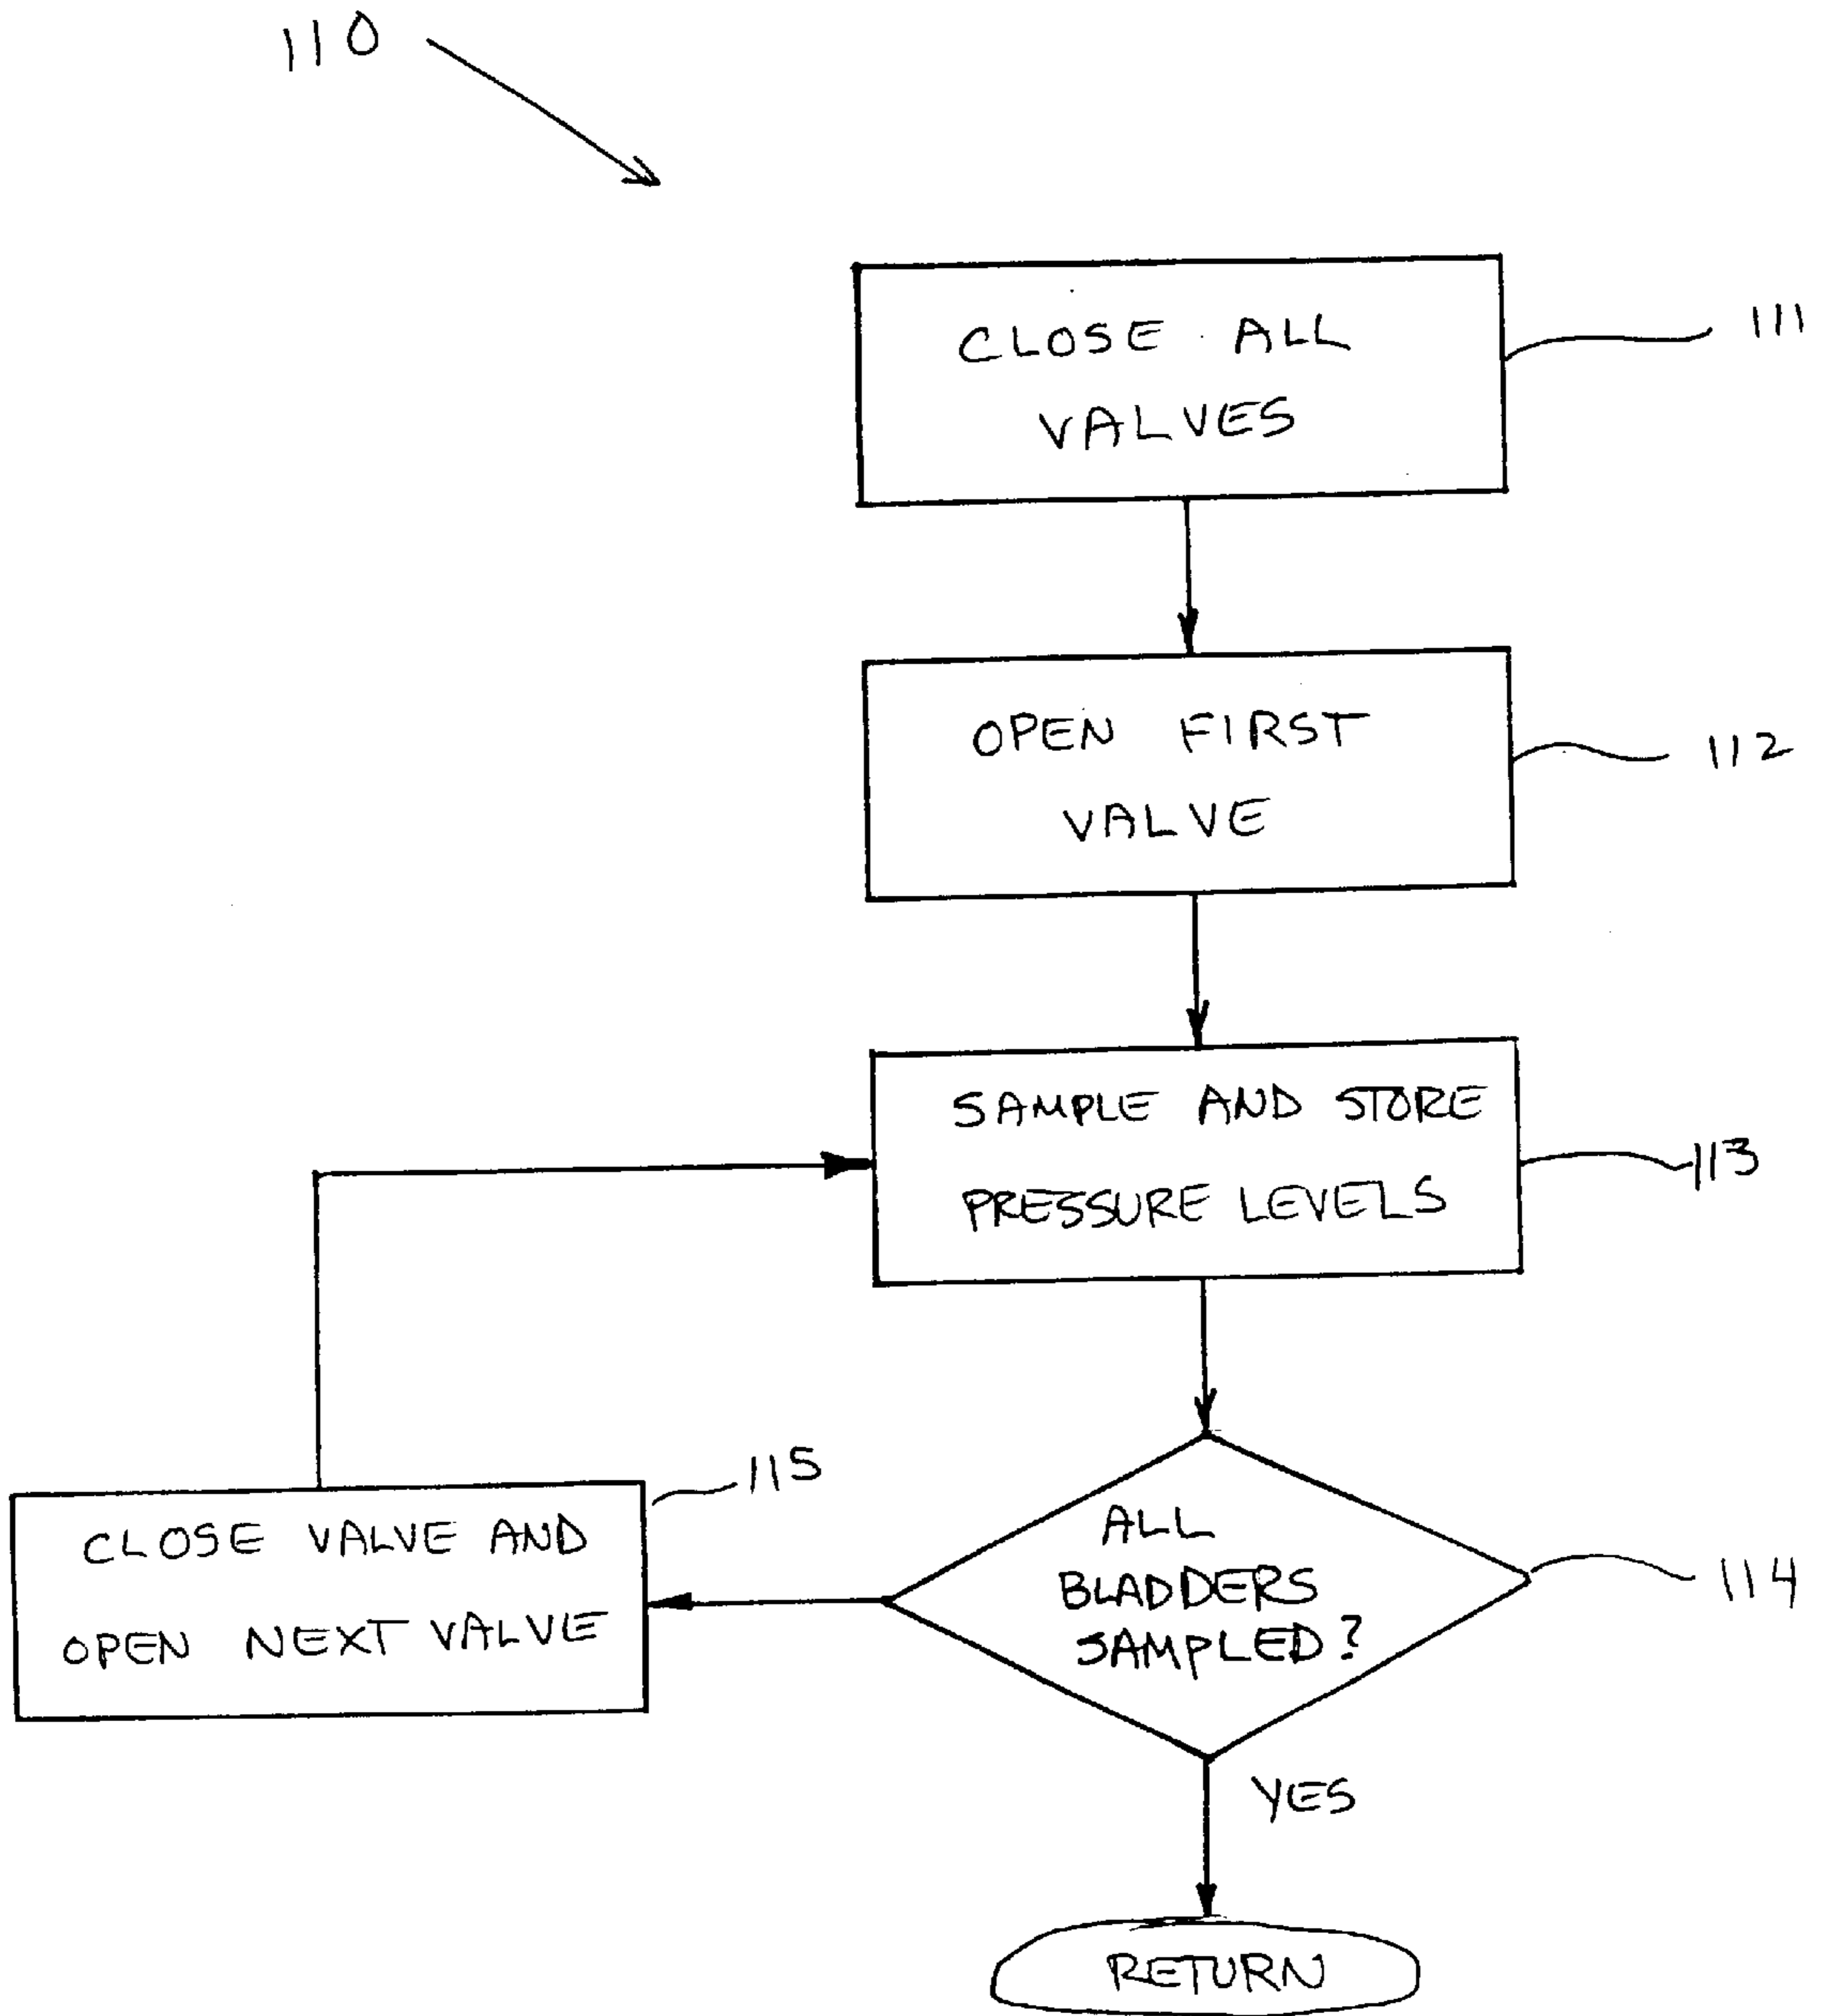 110
CLOSE ALL
VALVES
111
OPEN FIRST
VALVE
112
SAMPLE AND STORE
PRESSURE LEVELS
113
ALL
BLADDERS
SAMPLED?
114
115
CLOSE VALVE AND
OPEN NEXT VALVE
YES
RETURN